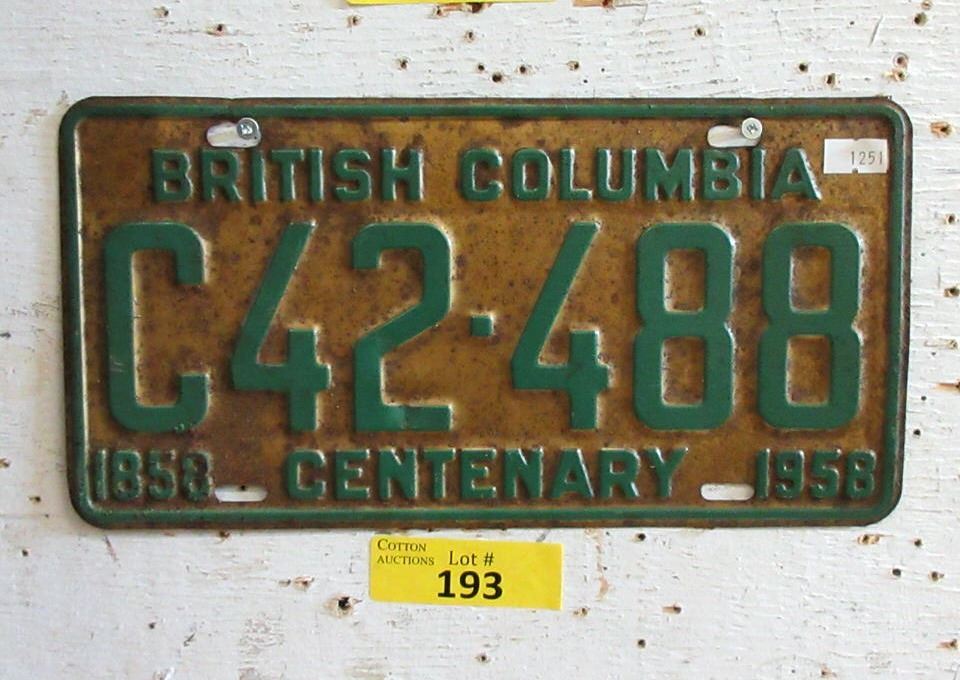 BRITISH COLUMBIA
1251
C42·488
1858 CENTENARY 1958
COTTON
AUCTIONS Lot #
193